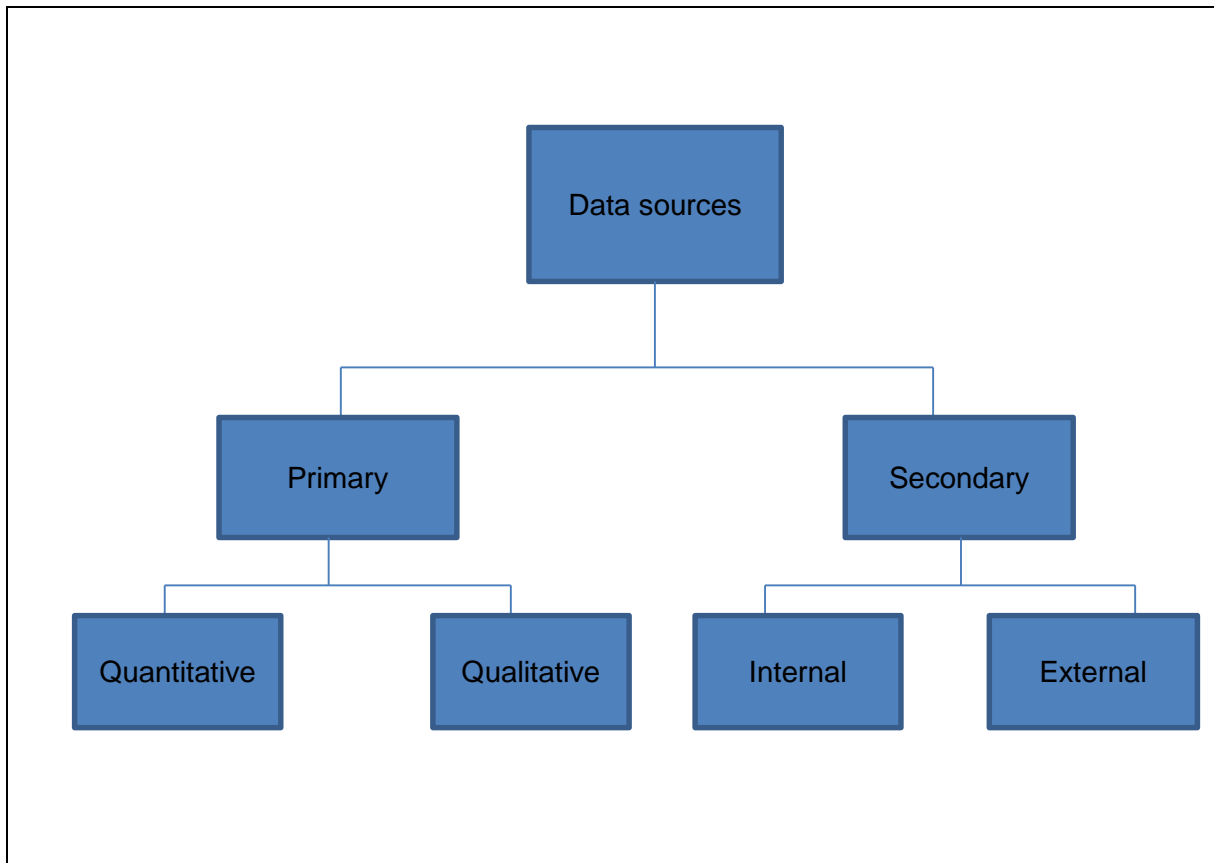 Data sources
Primary
Secondary
Quantitative
Qualitative
Internal
External